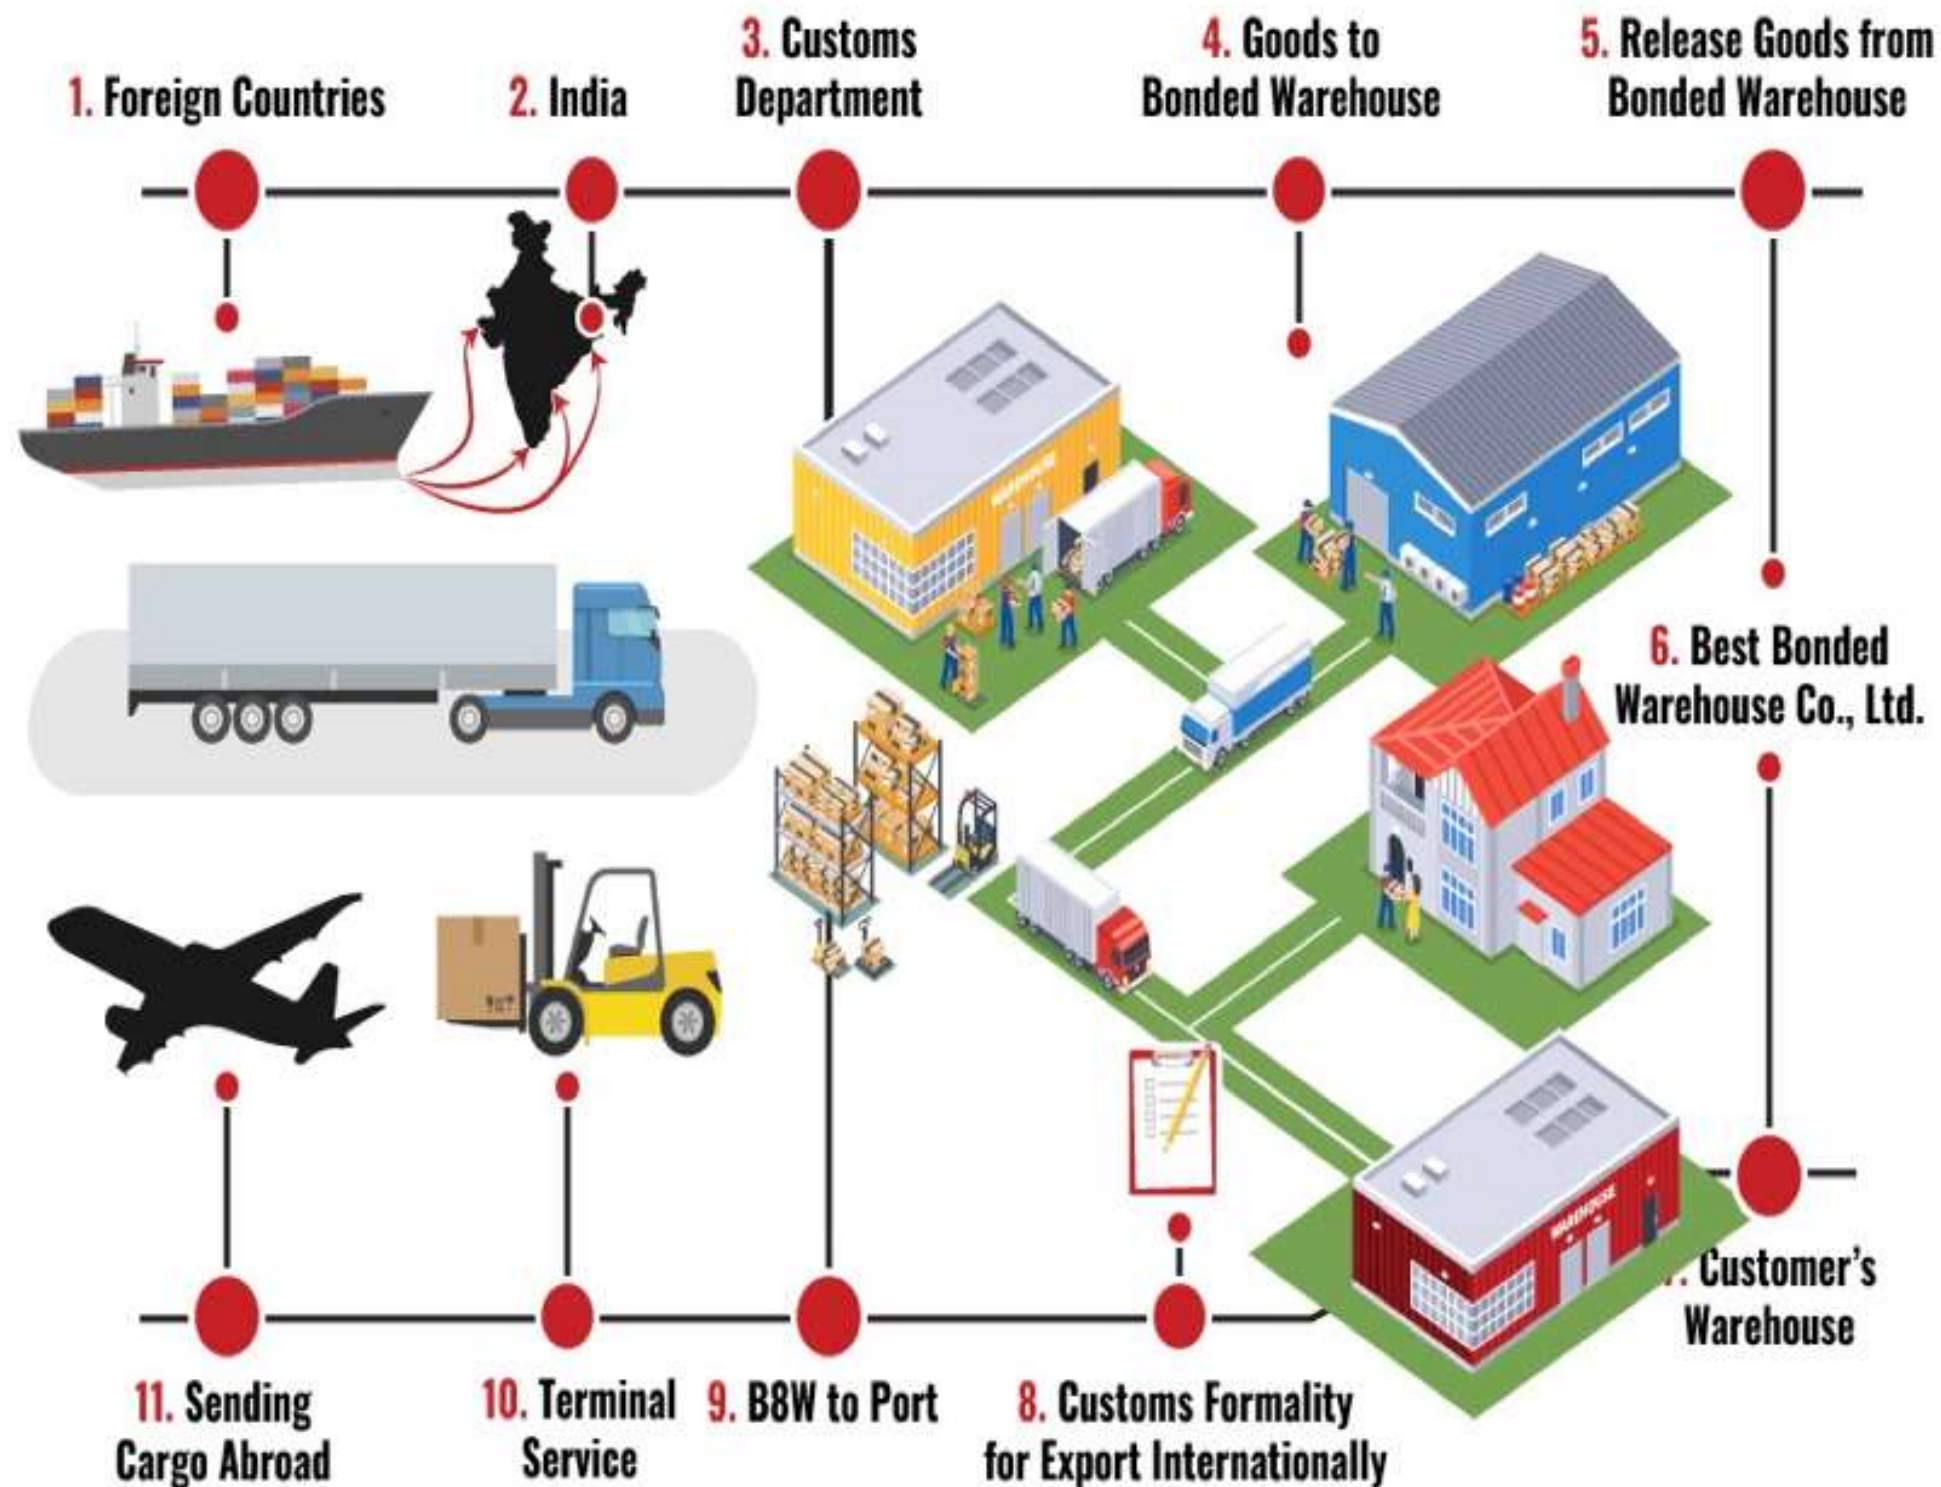 3. Customs
4. Goods to
5. Release Goods from
1. Foreign Countries
2. India
Department
Bonded Warehouse
Bonded Warehouse
WAREHOUSE
6. Best Bonded
Warehouse Co., Ltd.
WAREHOUSE
. Customer's
Warehouse
11. Sending
Cargo Abroad
10. Terminal
Service
9. B8W to Port
8. Customs Formality
for Export Internationally